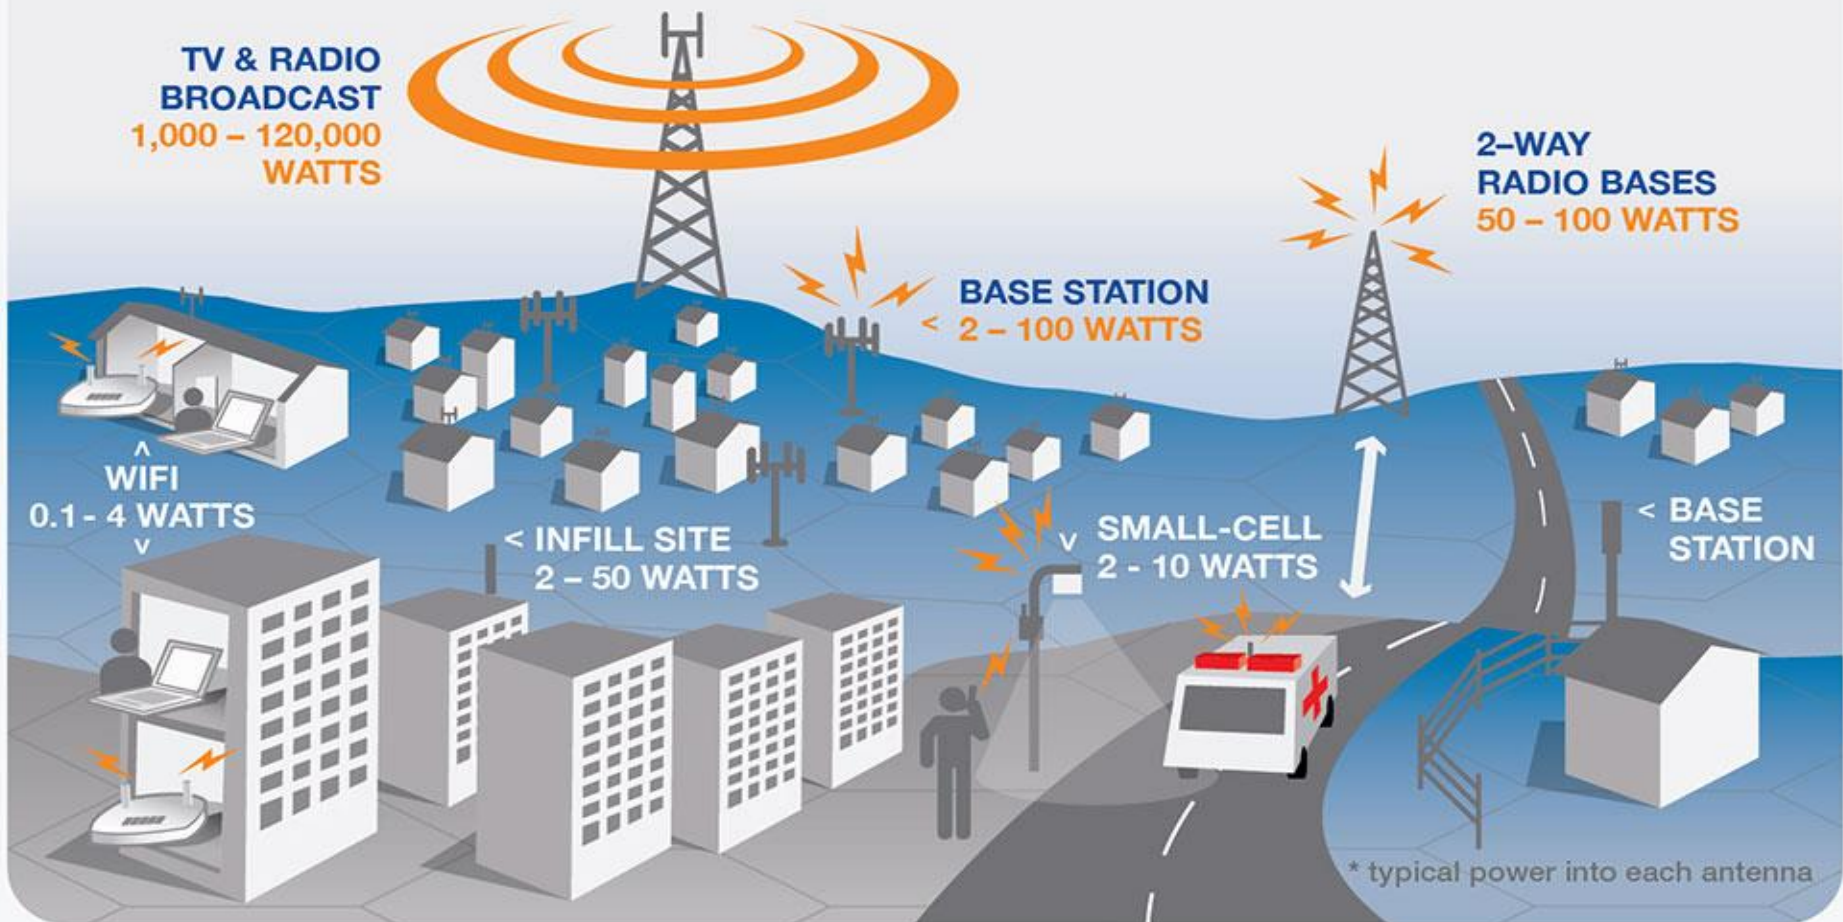 TV & RADIO
BROADCAST
1,000 – 120,000
WATTS
2–WAY
RADIO BASES
50 – 100 WATTS
BASE STATION
< 2 – 100 WATTS
^
WIFI
0.1- 4 WATTS
v
< INFILL SITE
2 – 50 WATTS
v SMALL-CELL
2 - 10 WATTS
< BASE
STATION
* typical power into each antenna